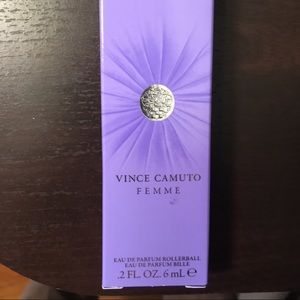 VINCE CAMUTO
FEMME
EAU DE PARFUM ROLLERBALL
EAU DE PARFUM BILLE
.2 FL. OZ. 6 mL ℮